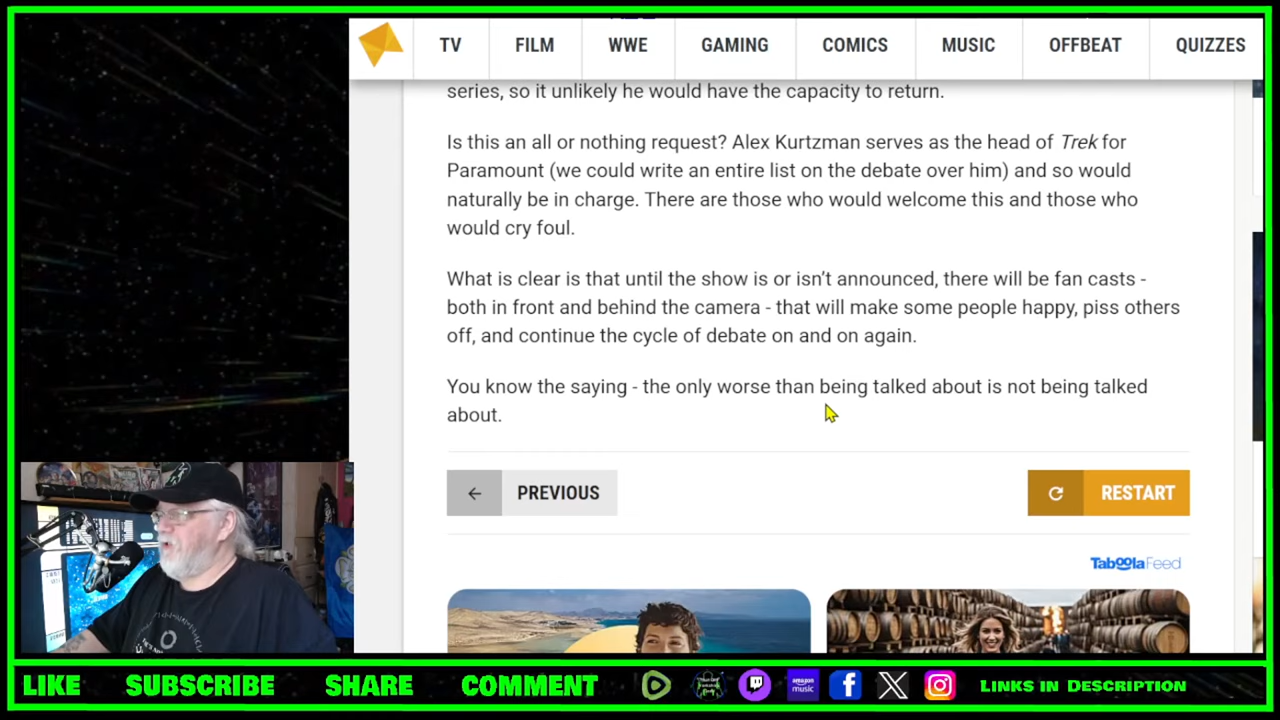 TV FILM WWE GAMING COMICS MUSIC OFFBEAT QUIZZES
series, so it unlikely he would have the capacity to return.
Is this an all or nothing request? Alex Kurtzman serves as the head of Trek for
Paramount (we could write an entire list on the debate over him) and so would
naturally be in charge. There are those who would welcome this and those who
would cry foul.
What is clear is that until the show is or isn't announced, there will be fan casts -
both in front and behind the camera - that will make some people happy, piss others
off, and continue the cycle of debate on and on again.
You know the saying - the only worse than being talked about is not being talked
about.
← PREVIOUS
RESTART
Taboola Feed
LIKE SUBSCRIBE SHARE COMMENT
amazon
music
Links in Description